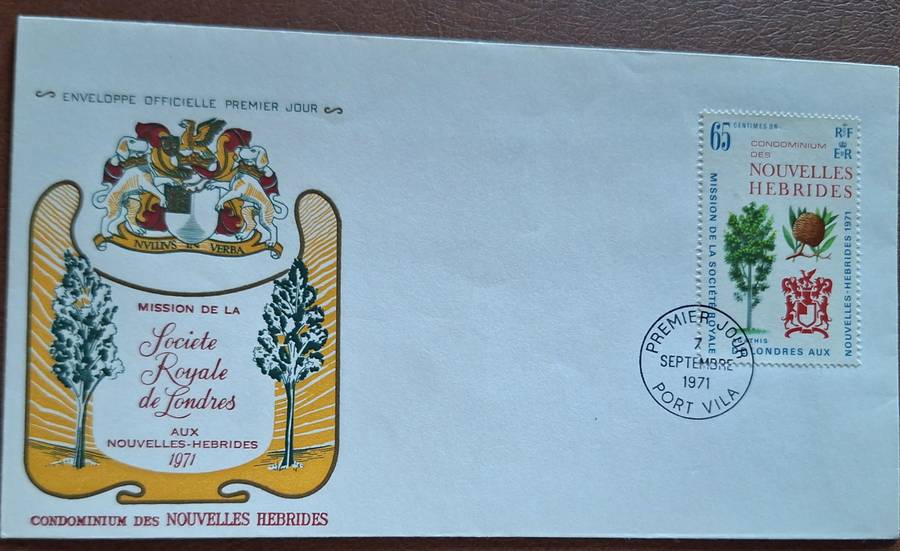 ENVELOPPE OFFICIELLE PREMIER JOUR
NVLLIVS IN VERBA
MISSION DE LA
Société
Royale
de Londres
AUX
NOUVELLES-HEBRIDES
1971
CONDOMINIUM DES NOUVELLES HEBRIDES
65 CENTIMES OR
RF
ER
CONDOMINIUM
DES
NOUVELLES
HEBRIDES
MISSION DE LA SOCIÉTÉ ROYALE
LONDRES AUX
NOUVELLES-HEBRIDES 1971
PREMIER JOUR
7
SEPTEMBRE
1971
PORT VILA